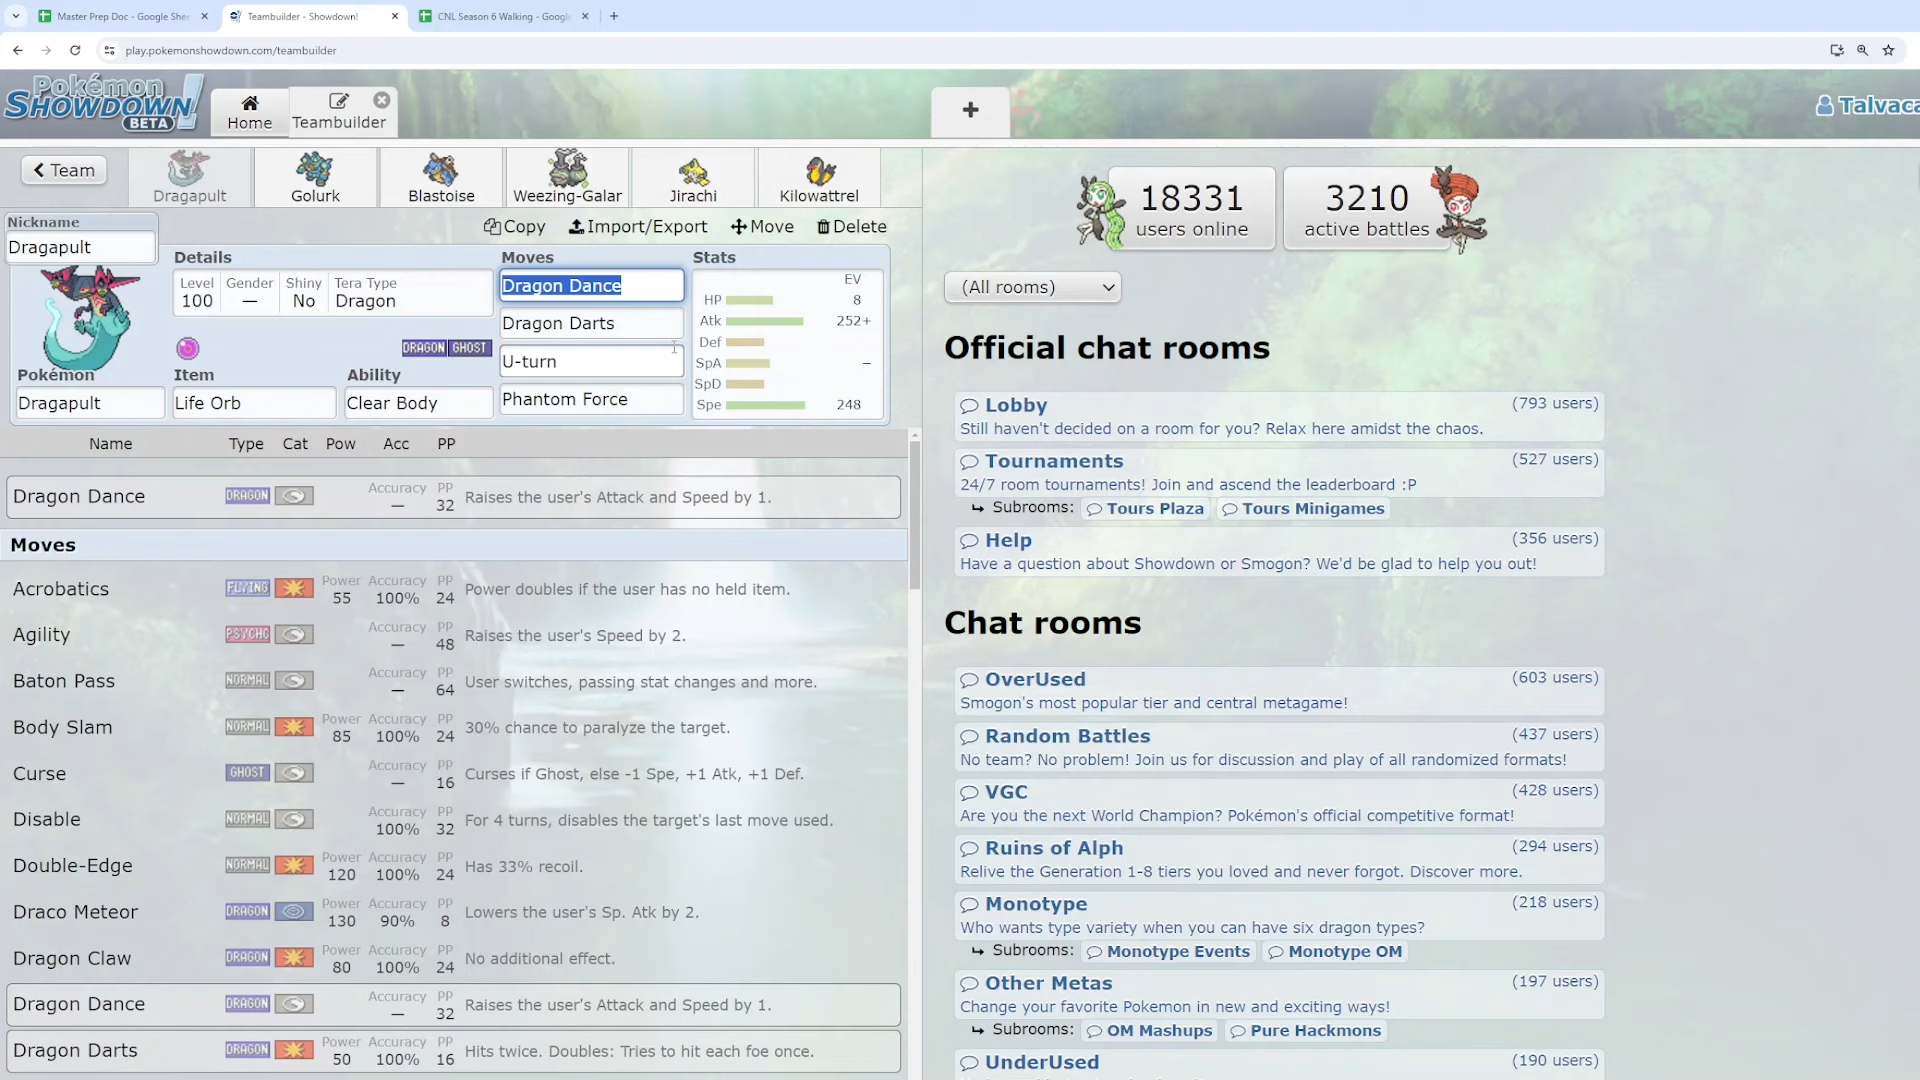 Master Prep Doc - Google She
Teambuilder - Showdown!
CNL Season 6 Walking - Googl
play.pokemonshowdown.com/teambuilder
Pokémon
SHOWDOWN!
BETA
Home
Teambuilder
Talvaca
Team
Dragapult
Golurk
Blastoise
Weezing-Galar
Jirachi
Kilowattrel
Nickname
Dragapult
Copy
Import/Export
Move
Delete
Details
Level
100
Gender
—
Shiny
No
Tera Type
Dragon
DRAGON GHOST
Pokémon
Dragapult
Item
Life Orb
Ability
Clear Body
Moves
Dragon Dance
Dragon Darts
U-turn
Phantom Force
Stats
EV
HP 8
Atk 252+
Def
SpA –
SpD
Spe 248
Name Type Cat Pow Acc PP
Dragon Dance DRAGON Accuracy — PP 32 Raises the user's Attack and Speed by 1.
Moves
Acrobatics FLYING Power 55 Accuracy 100% PP 24 Power doubles if the user has no held item.
Agility PSYCHC Accuracy — PP 48 Raises the user's Speed by 2.
Baton Pass NORMAL Accuracy — PP 64 User switches, passing stat changes and more.
Body Slam NORMAL Power 85 Accuracy 100% PP 24 30% chance to paralyze the target.
Curse GHOST Accuracy — PP 16 Curses if Ghost, else -1 Spe, +1 Atk, +1 Def.
Disable NORMAL Accuracy 100% PP 32 For 4 turns, disables the target's last move used.
Double-Edge NORMAL Power 120 Accuracy 100% PP 24 Has 33% recoil.
Draco Meteor DRAGON Power 130 Accuracy 90% PP 8 Lowers the user's Sp. Atk by 2.
Dragon Claw DRAGON Power 80 Accuracy 100% PP 24 No additional effect.
Dragon Dance DRAGON Accuracy — PP 32 Raises the user's Attack and Speed by 1.
Dragon Darts DRAGON Power 50 Accuracy 100% PP 16 Hits twice. Doubles: Tries to hit each foe once.
18331
users online
3210
active battles
(All rooms)
Official chat rooms
Lobby (793 users)
Still haven't decided on a room for you? Relax here amidst the chaos.
Tournaments (527 users)
24/7 room tournaments! Join and ascend the leaderboard :P
Subrooms: Tours Plaza Tours Minigames
Help (356 users)
Have a question about Showdown or Smogon? We'd be glad to help you out!
Chat rooms
OverUsed (603 users)
Smogon's most popular tier and central metagame!
Random Battles (437 users)
No team? No problem! Join us for discussion and play of all randomized formats!
VGC (428 users)
Are you the next World Champion? Pokémon's official competitive format!
Ruins of Alph (294 users)
Relive the Generation 1-8 tiers you loved and never forgot. Discover more.
Monotype (218 users)
Who wants type variety when you can have six dragon types?
Subrooms: Monotype Events Monotype OM
Other Metas (197 users)
Change your favorite Pokemon in new and exciting ways!
Subrooms: OM Mashups Pure Hackmons
UnderUsed (190 users)